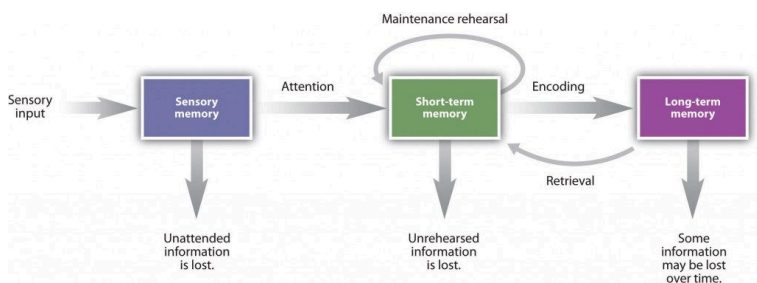 Maintenance rehearsal
Sensory
input
Sensory
memory
Attention
Short-term
memory
Encoding
Long-term
memory
Retrieval
Unattended
information
is lost.
Unrehearsed
information
is lost.
Some
information
may be lost
over time.